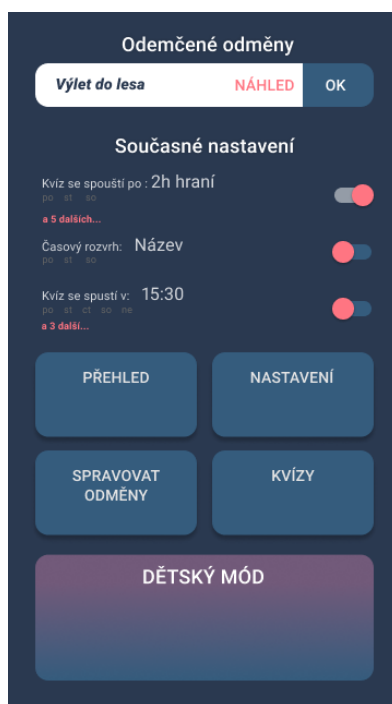 Odemčené odměny
Výlet do lesa NÁHLED OK
Současné nastavení
Kvíz se spouští po : 2h hraní
po st so
a 5 dalších...
Časový rozvrh: Název
po st so
Kvíz se spustí v: 15:30
po st ct so ne
a 3 další...
PŘEHLED NASTAVENÍ
SPRAVOVAT ODMĚNY KVÍZY
DĚTSKÝ MÓD